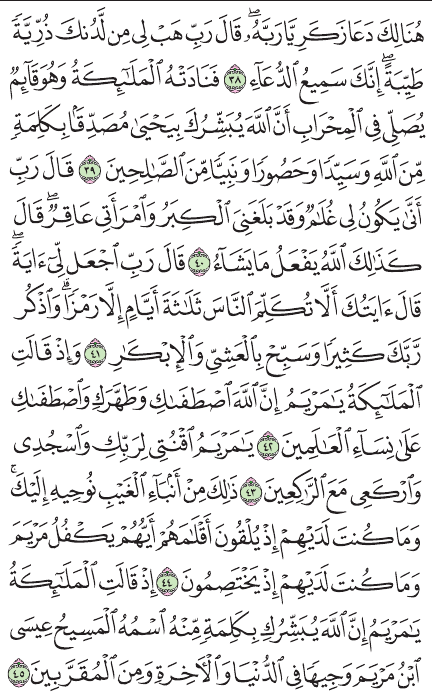 هُنَالِكَ دَعَا زَكَرِيَّا رَبَّهُۥۖ قَالَ رَبِّ هَبْ لِى مِن لَّدُنكَ ذُرِّيَّةً
طَيِّبَةًۖ إِنَّكَ سَمِيعُ ٱلدُّعَآءِ ٣٨ فَنَادَتْهُ ٱلْمَلَٰٓئِكَةُ وَهُوَ قَآئِمٌ
يُصَلِّى فِى ٱلْمِحْرَابِ أَنَّ ٱللَّهَ يُبَشِّرُكَ بِيَحْيَىٰ مُصَدِّقًۢا بِكَلِمَةٍ
مِّنَ ٱللَّهِ وَسَيِّدًا وَحَصُورًا وَنَبِيًّا مِّنَ ٱلصَّٰلِحِينَ ٣٩ قَالَ رَبِّ
أَنَّىٰ يَكُونُ لِى غُلَٰمٌ وَقَدْ بَلَغَنِىَ ٱلْكِبَرُ وَٱمْرَأَتِى عَاقِرٌۖ قَالَ
كَذَٰلِكَ ٱللَّهُ يَفْعَلُ مَا يَشَآءُ ٤٠ قَالَ رَبِّ ٱجْعَل لِّىٓ ءَايَةًۖ
قَالَ ءَايَتُكَ أَلَّا تُكَلِّمَ ٱلنَّاسَ ثَلَٰثَةَ أَيَّامٍ إِلَّا رَمْزًاۗ وَٱذْكُر
رَّبَّكَ كَثِيرًا وَسَبِّحْ بِٱلْعَشِىِّ وَٱلْإِبْكَٰرِ ٤١ وَإِذْ قَالَتِ
ٱلْمَلَٰٓئِكَةُ يَٰمَرْيَمُ إِنَّ ٱللَّهَ ٱصْطَفَىٰكِ وَطَهَّرَكِ وَٱصْطَفَىٰكِ
عَلَىٰ نِسَآءِ ٱلْعَٰلَمِينَ ٤٢ يَٰمَرْيَمُ ٱقْنُتِى لِرَبِّكِ وَٱسْجُدِى
وَٱرْكَعِى مَعَ ٱلرَّٰكِعِينَ ٤٣ ذَٰلِكَ مِنْ أَنۢبَآءِ ٱلْغَيْبِ نُوحِيهِ إِلَيْكَۚ
وَمَا كُنتَ لَدَيْهِمْ إِذْ يُلْقُونَ أَقْلَٰمَهُمْ أَيُّهُمْ يَكْفُلُ مَرْيَمَ
وَمَا كُنتَ لَدَيْهِمْ إِذْ يَخْتَصِمُونَ ٤٤ إِذْ قَالَتِ ٱلْمَلَٰٓئِكَةُ
يَٰمَرْيَمُ إِنَّ ٱللَّهَ يُبَشِّرُكِ بِكَلِمَةٍ مِّنْهُ ٱسْمُهُ ٱلْمَسِيحُ عِيسَى
ٱبْنُ مَرْيَمَ وَجِيهًا فِى ٱلدُّنْيَا وَٱلْءَاخِرَةِ وَمِنَ ٱلْمُقَرَّبِينَ ٤٥